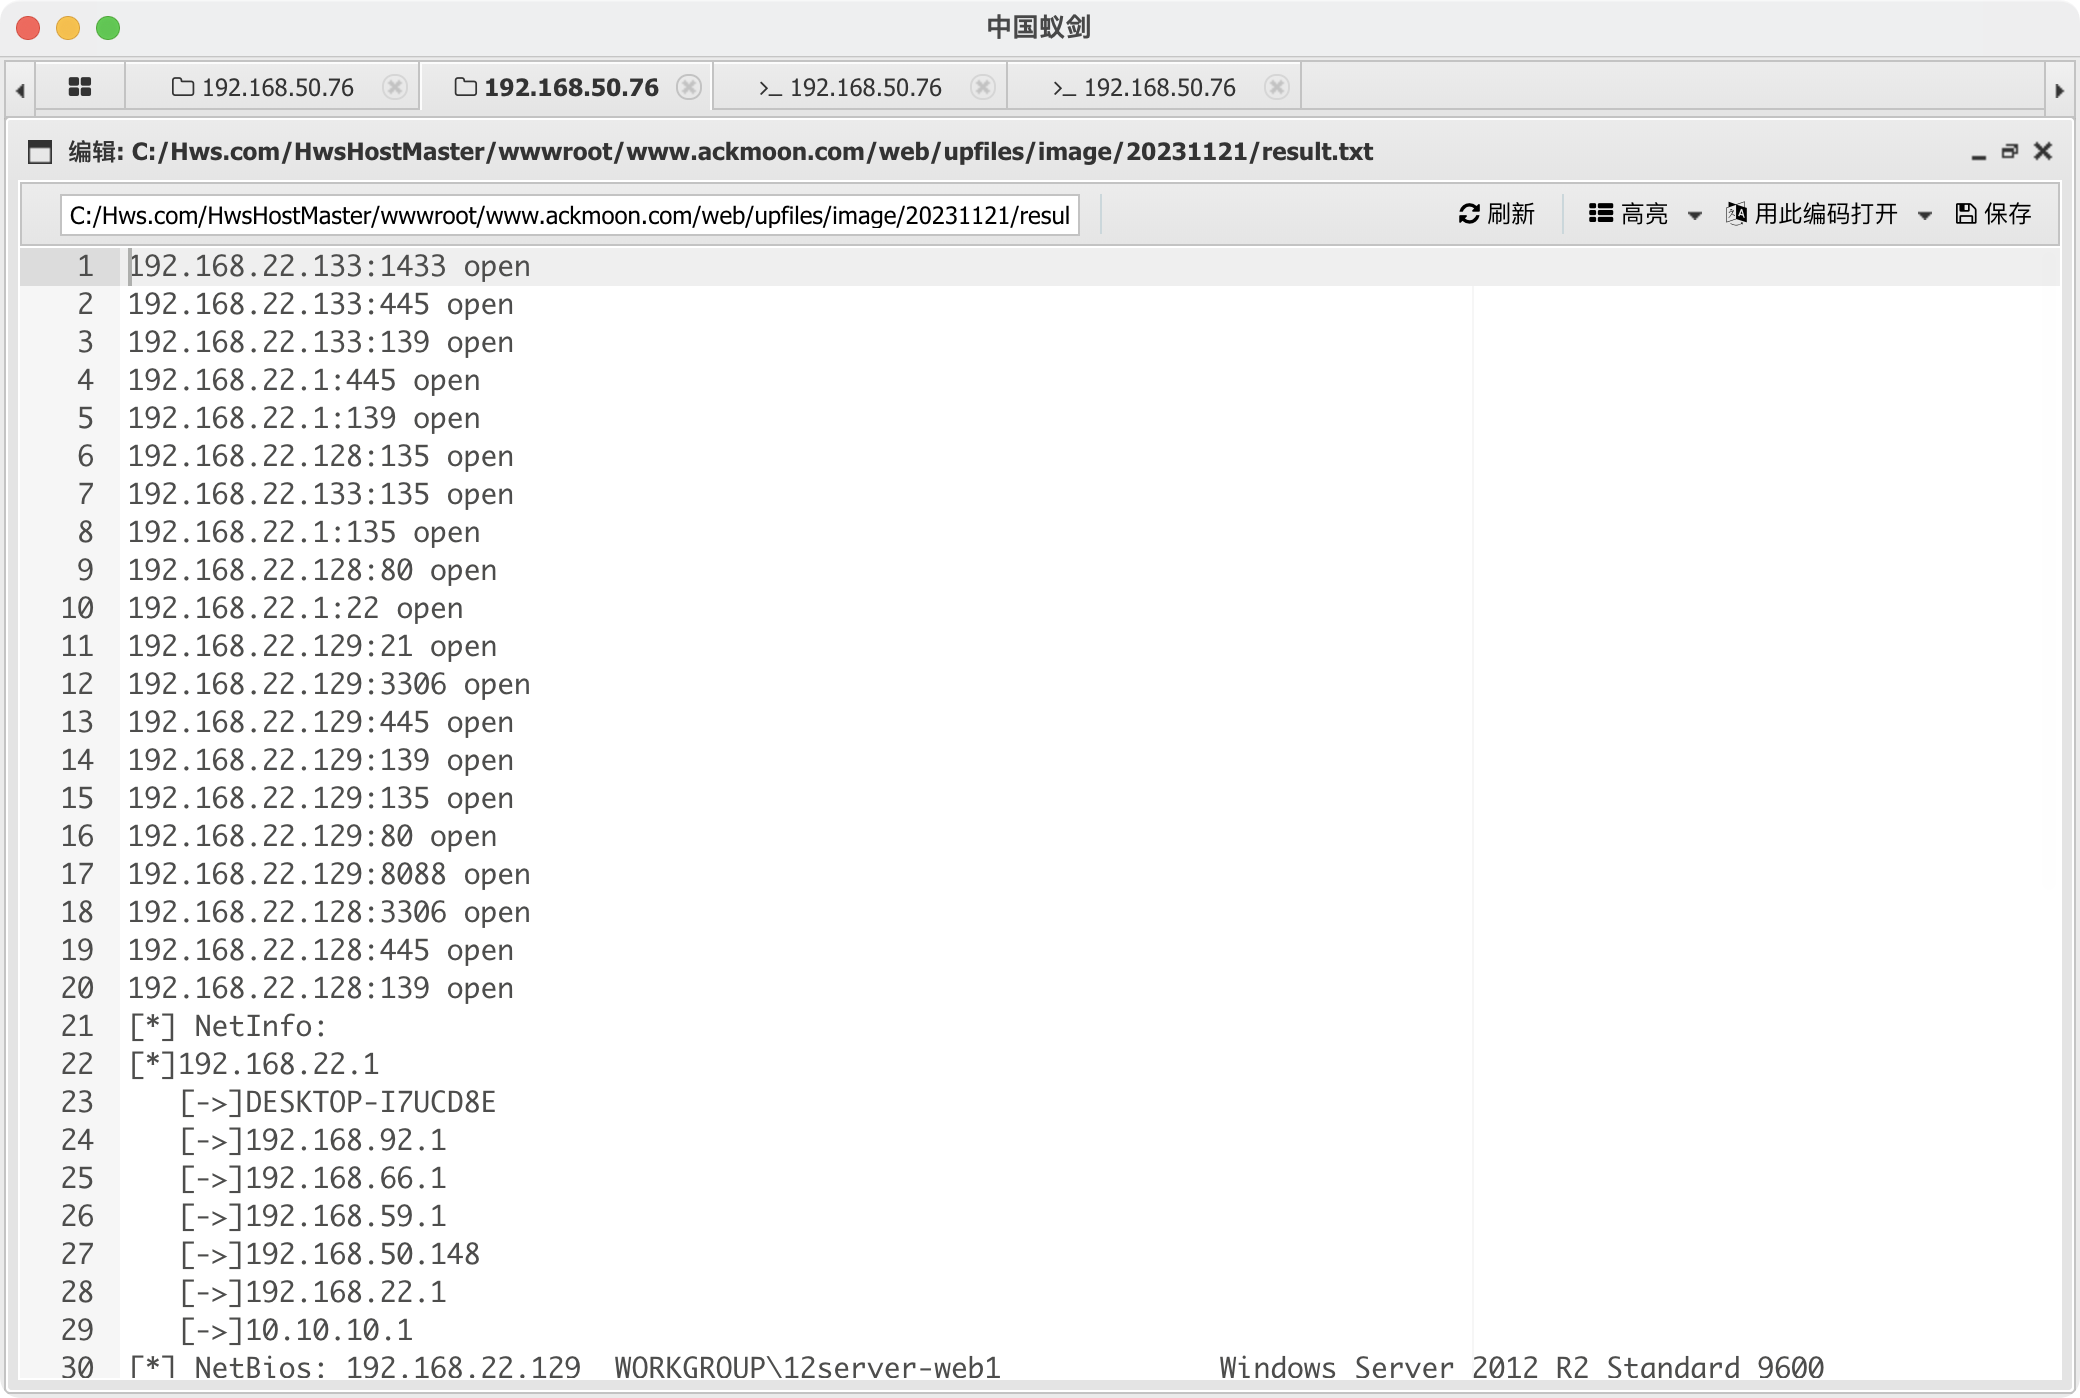 中国蚁剑
192.168.50.76
192.168.50.76
>_ 192.168.50.76
>_ 192.168.50.76
编辑: C:/Hws.com/HwsHostMaster/wwwroot/www.ackmoon.com/web/upfiles/image/20231121/result.txt
C:/Hws.com/HwsHostMaster/wwwroot/www.ackmoon.com/web/upfiles/image/20231121/resul
刷新
高亮
用此编码打开
保存
1 192.168.22.133:1433 open
2 192.168.22.133:445 open
3 192.168.22.133:139 open
4 192.168.22.1:445 open
5 192.168.22.1:139 open
6 192.168.22.128:135 open
7 192.168.22.133:135 open
8 192.168.22.1:135 open
9 192.168.22.128:80 open
10 192.168.22.1:22 open
11 192.168.22.129:21 open
12 192.168.22.129:3306 open
13 192.168.22.129:445 open
14 192.168.22.129:139 open
15 192.168.22.129:135 open
16 192.168.22.129:80 open
17 192.168.22.129:8088 open
18 192.168.22.128:3306 open
19 192.168.22.128:445 open
20 192.168.22.128:139 open
21 [*] NetInfo:
22 [*]192.168.22.1
23 [->]DESKTOP-I7UCD8E
24 [->]192.168.92.1
25 [->]192.168.66.1
26 [->]192.168.59.1
27 [->]192.168.50.148
28 [->]192.168.22.1
29 [->]10.10.10.1
30 [*] NetBios: 192.168.22.129 WORKGROUP\12server-web1 Windows Server 2012 R2 Standard 9600